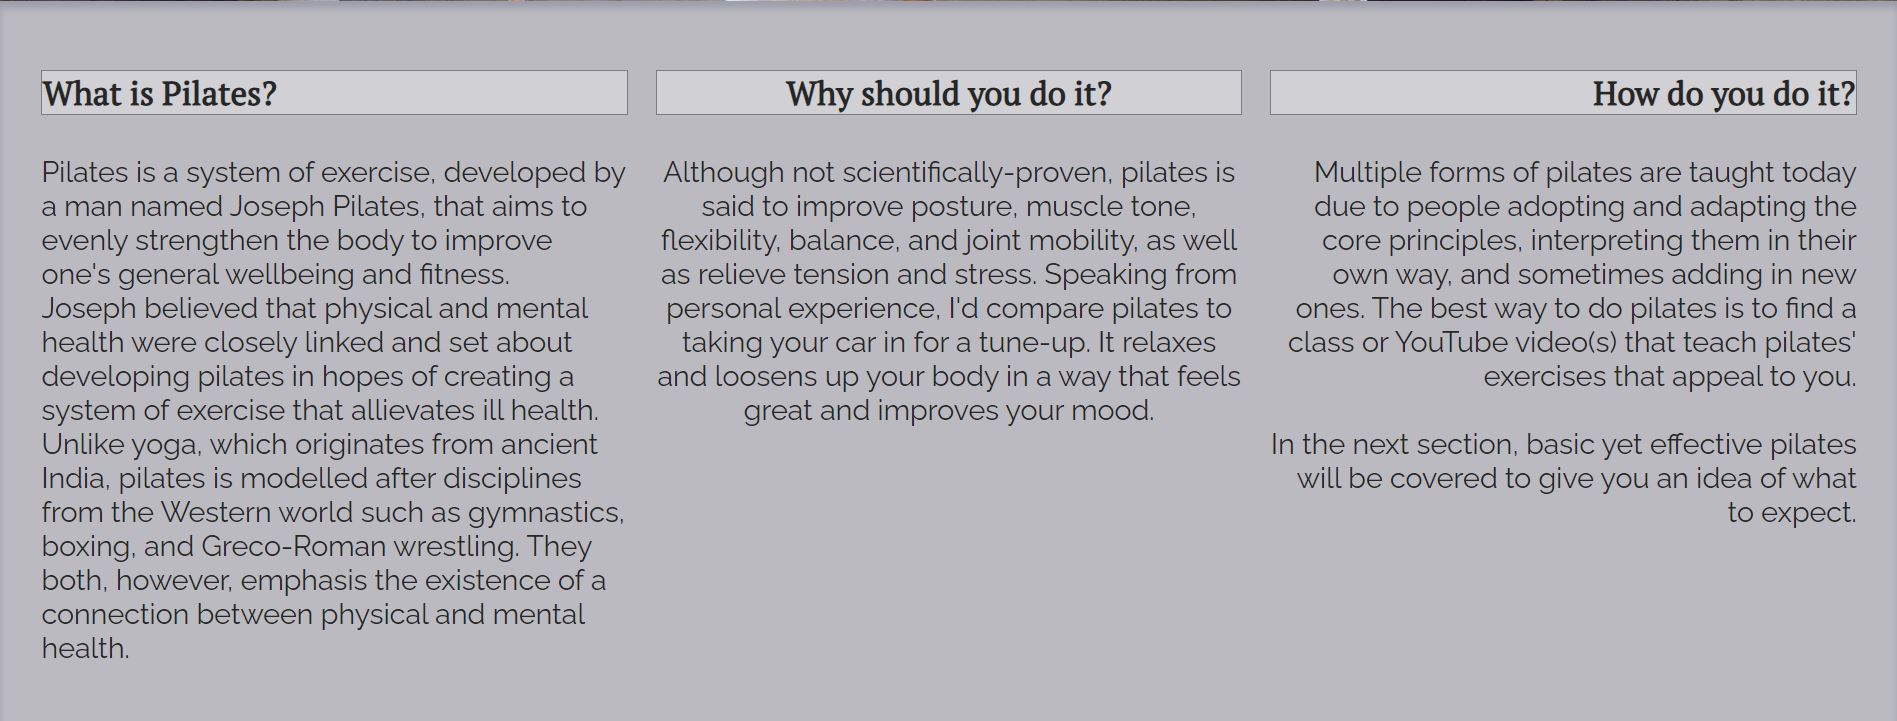 What is Pilates?
Pilates is a system of exercise, developed by
a man named Joseph Pilates, that aims to
evenly strengthen the body to improve
one's general wellbeing and fitness.
Joseph believed that physical and mental
health were closely linked and set about
developing pilates in hopes of creating a
system of exercise that allievates ill health.
Unlike yoga, which originates from ancient
India, pilates is modelled after disciplines
from the Western world such as gymnastics,
boxing, and Greco-Roman wrestling. They
both, however, emphasis the existence of a
connection between physical and mental
health.
Why should you do it?
Although not scientifically-proven, pilates is
said to improve posture, muscle tone,
flexibility, balance, and joint mobility, as well
as relieve tension and stress. Speaking from
personal experience, I'd compare pilates to
taking your car in for a tune-up. It relaxes
and loosens up your body in a way that feels
great and improves your mood.
How do you do it?
Multiple forms of pilates are taught today
due to people adopting and adapting the
core principles, interpreting them in their
own way, and sometimes adding in new
ones. The best way to do pilates is to find a
class or YouTube video(s) that teach pilates'
exercises that appeal to you.
In the next section, basic yet effective pilates
will be covered to give you an idea of what
to expect.